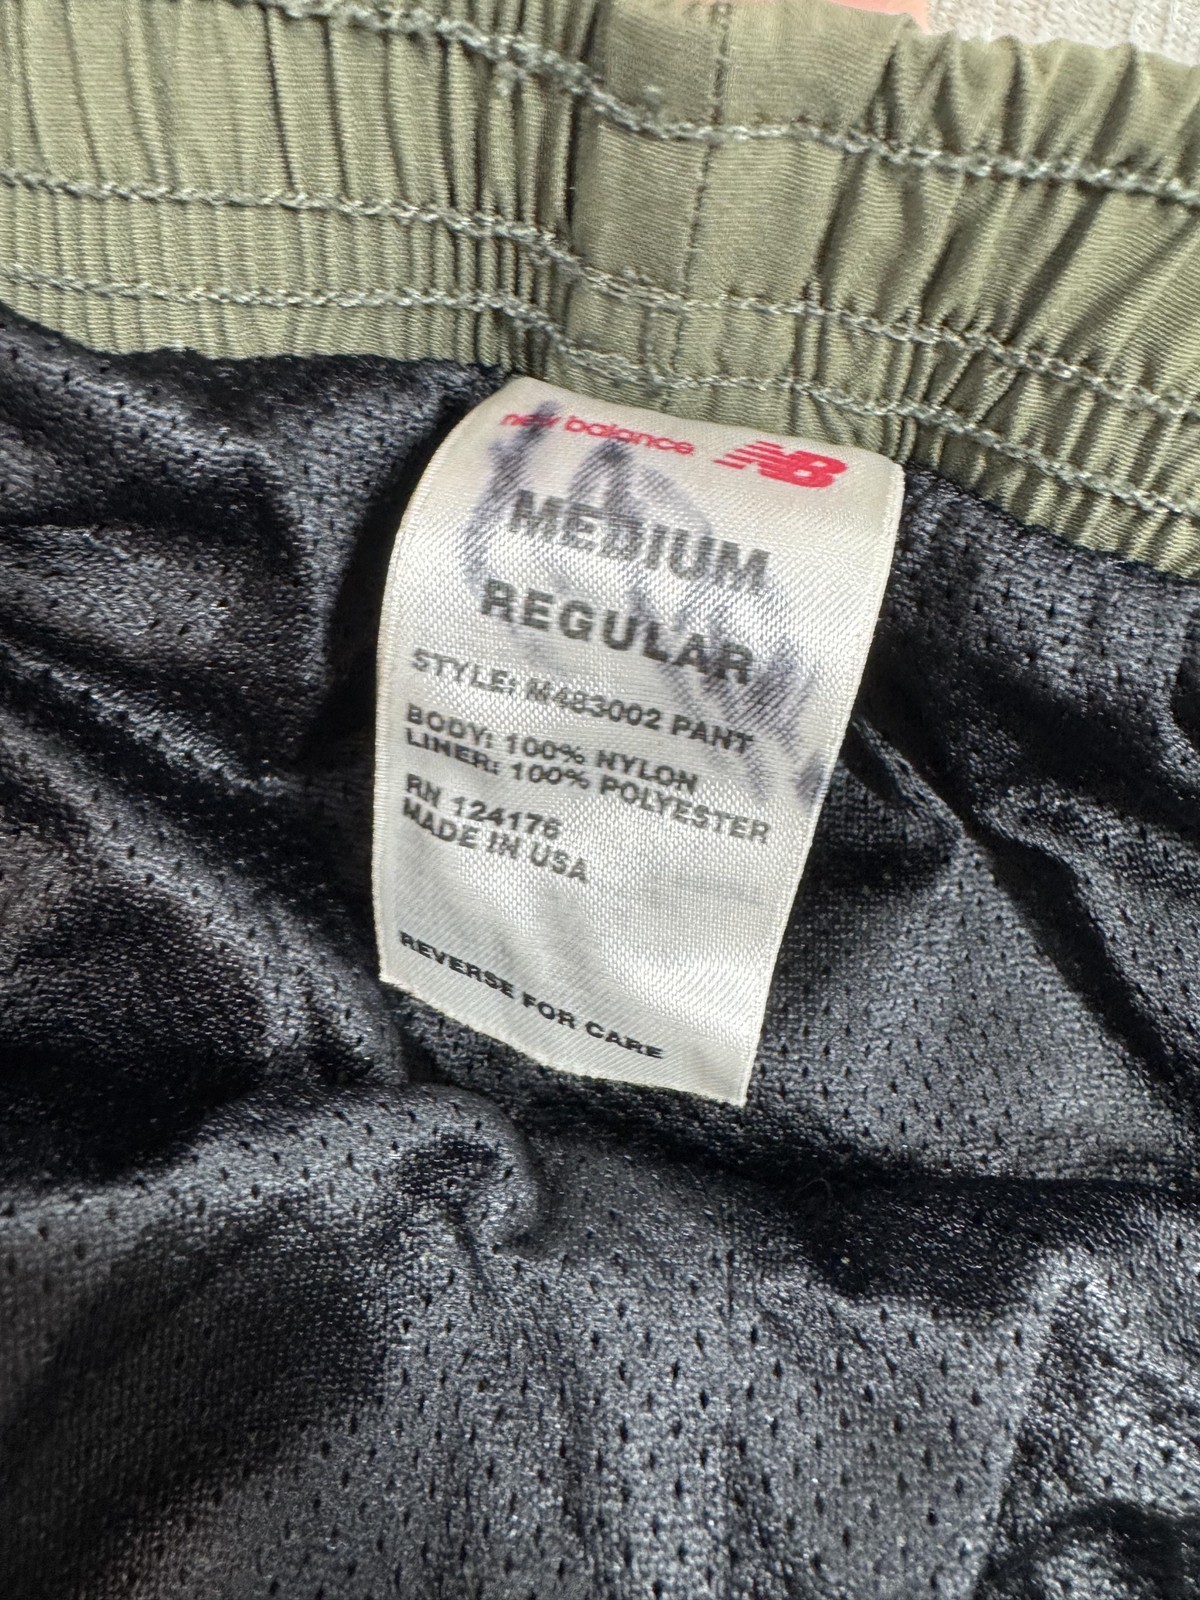 new balance NB
MEDIUM
REGULAR
STYLE: M483002 PANT
BODY: 100% NYLON
LINER: 100% POLYESTER
RN 124176
MADE IN USA
REVERSE FOR CARE